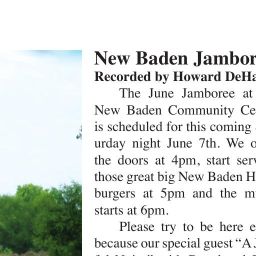 New Baden Jambor
Recorded by Howard DeHa
The June Jamboree at
New Baden Community Ce
is scheduled for this coming
urday night June 7th. We o
the doors at 4pm, start serv
those great big New Baden H
burgers at 5pm and the m
starts at 6pm.
Please try to be here e
because our special guest “A J